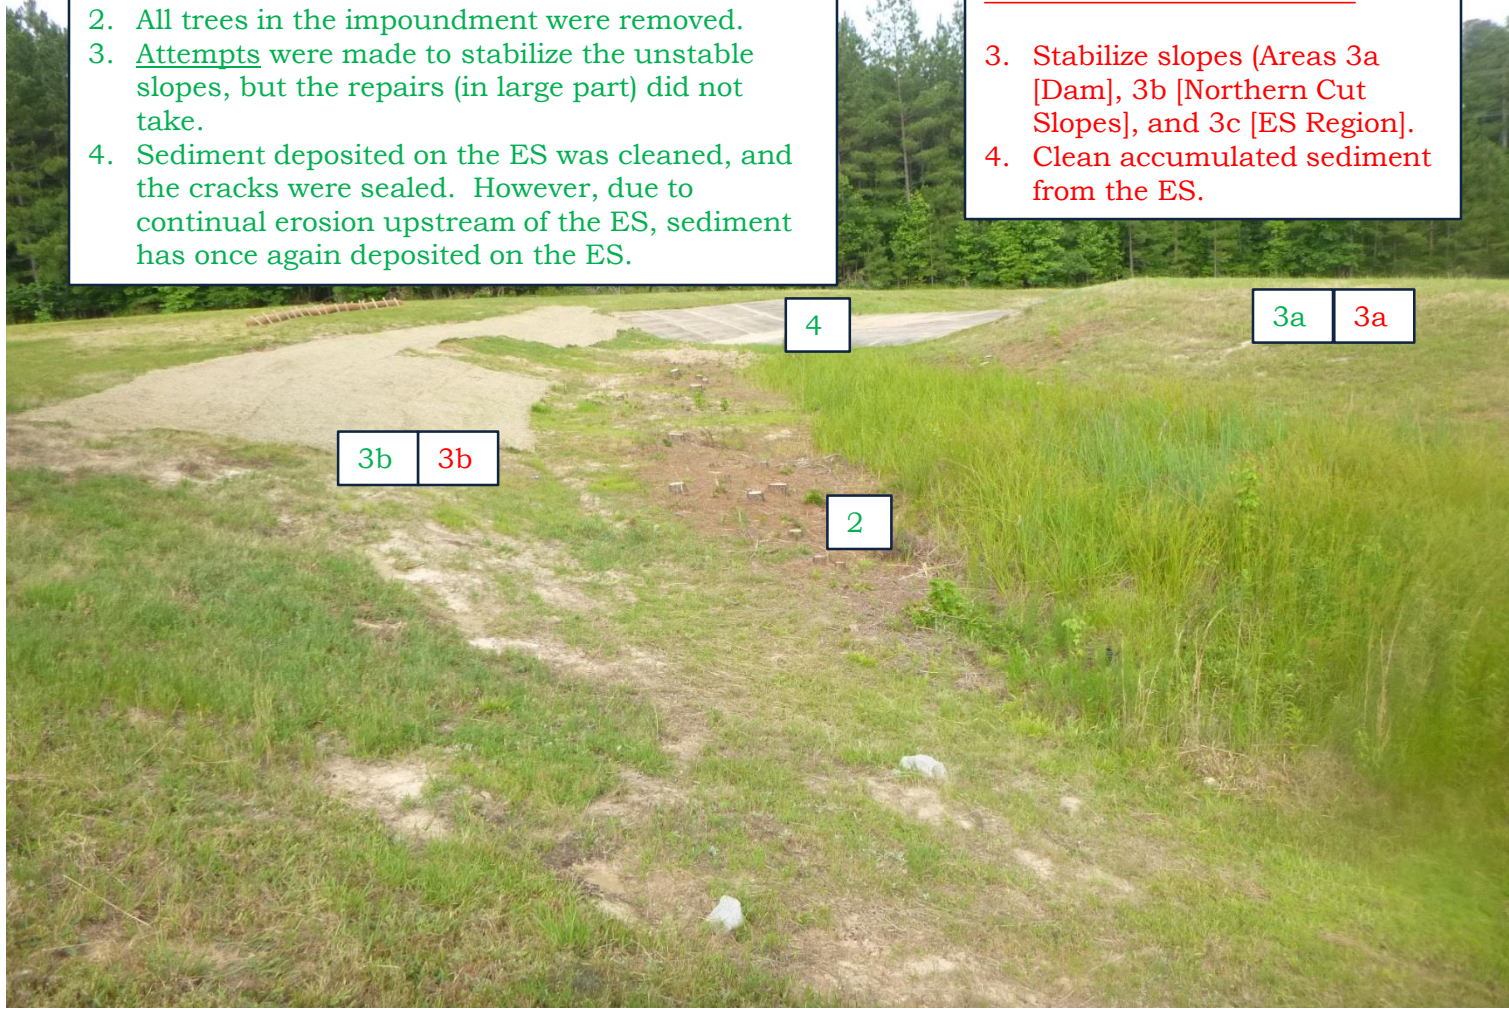 2. All trees in the impoundment were removed.
3. Attempts were made to stabilize the unstable
slopes, but the repairs (in large part) did not
take.
4. Sediment deposited on the ES was cleaned, and
the cracks were sealed. However, due to
continual erosion upstream of the ES, sediment
has once again deposited on the ES.
3. Stabilize slopes (Areas 3a
[Dam], 3b [Northern Cut
Slopes], and 3c [ES Region].
4. Clean accumulated sediment
from the ES.
4
3a 3a
3b 3b
2